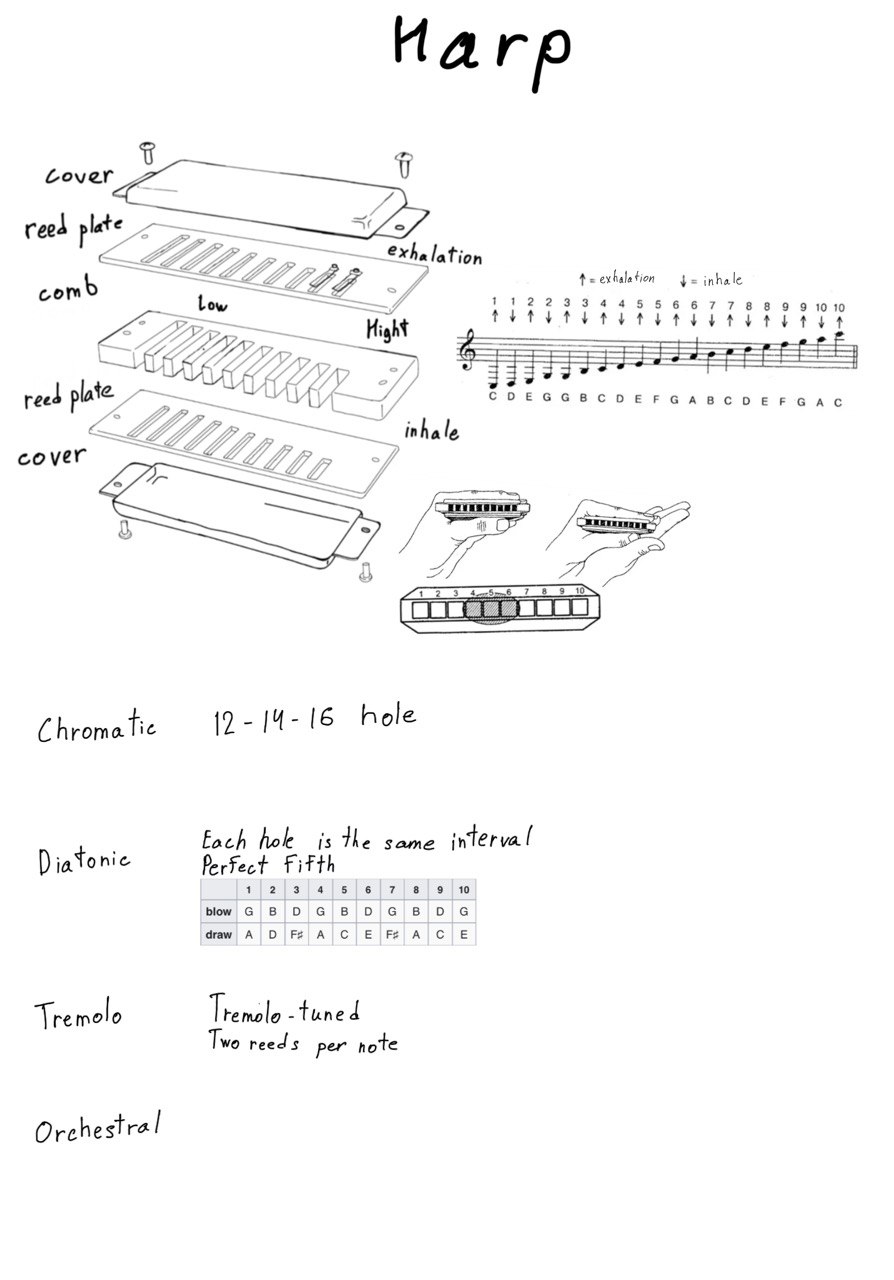 Harp
cover
reed plate
exhalation
comb
low
Hight
reed plate
inhale
cover
↑ = exhalation ↓ = inhale
1 1 2 2 3 3 4 4 5 5 6 6 7 7 8 8 9 9 10 10
↑ ↓ ↑ ↓ ↑ ↓ ↑ ↓ ↑ ↓ ↑ ↓ ↓ ↑ ↓ ↑ ↓ ↑ ↓ ↑
C D E G G B C D E F G A B C D E F G A C
1 2 3 4 5 6 7 8 9 10
Chromatic 12-14-16 hole
Diatonic
Each hole is the same interval
Perfect Fifth
1 2 3 4 5 6 7 8 9 10
blow G B D G B D G B D G
draw A D F♯ A C E F♯ A C E
Tremolo
Tremolo-tuned
Two reeds per note
Orchestral